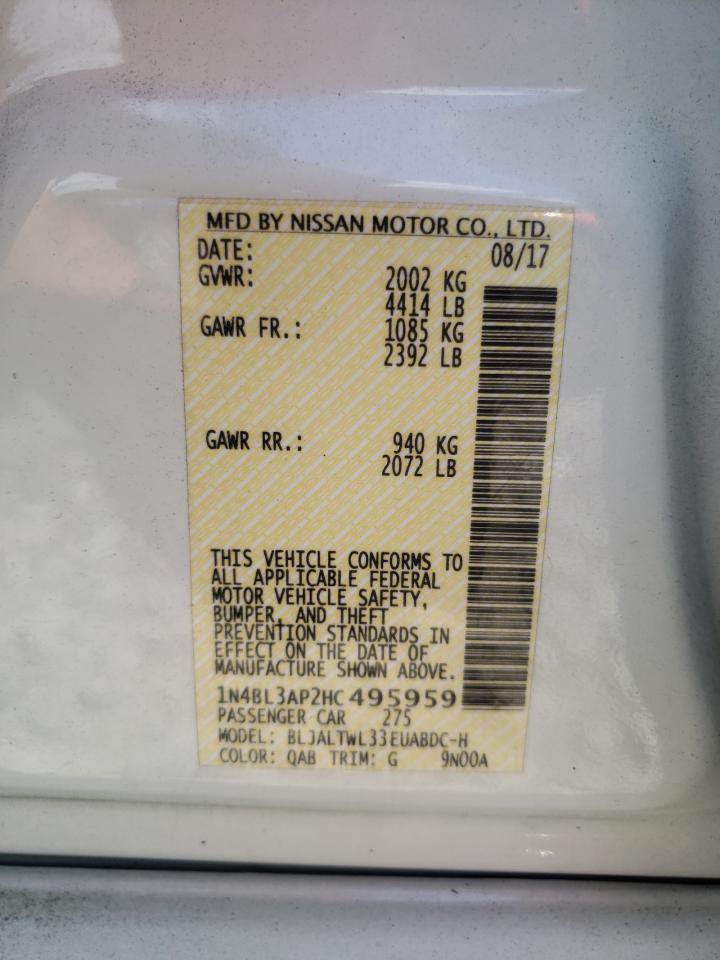 MFD BY NISSAN MOTOR CO., LTD.
DATE: 08/17
GVWR: 2002 KG
4414 LB
GAWR FR.: 1085 KG
2392 LB
GAWR RR.: 940 KG
2072 LB
THIS VEHICLE CONFORMS TO
ALL APPLICABLE FEDERAL
MOTOR VEHICLE SAFETY,
BUMPER, AND THEFT
PREVENTION STANDARDS IN
EFFECT ON THE DATE OF
MANUFACTURE SHOWN ABOVE.
1N4BL3AP2HC495959
PASSENGER CAR 275
MODEL: BLJALTWL33EUABDC-H
COLOR: QAB TRIM: G 9N00A